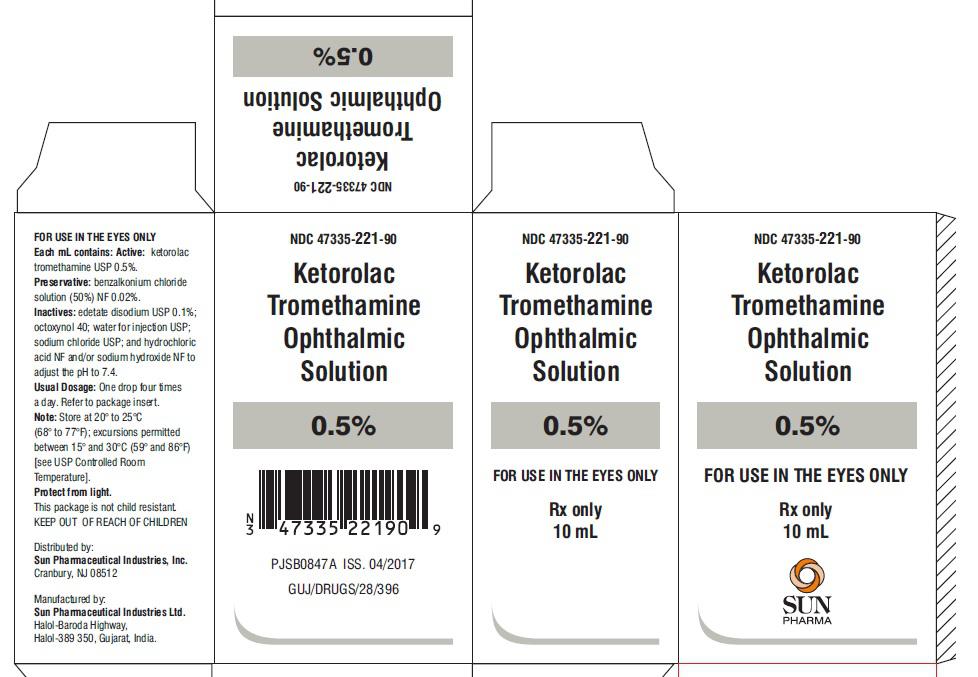 0.5%
Ophthalmic Solution
Tromethamine
Ketorolac
NDC 47335-221-90
FOR USE IN THE EYES ONLY
Each mL contains: Active: ketorolac
tromethamine USP 0.5%.
Preservative: benzalkonium chloride
solution (50%) NF 0.02%.
Inactives: edetate disodium USP 0.1%;
octoxynol 40; water for injection USP;
sodium chloride USP; and hydrochloric
acid NF and/or sodium hydroxide NF to
adjust the pH to 7.4.
Usual Dosage: One drop four times
a day. Refer to package insert.
Note: Store at 20° to 25°C
(68° to 77°F); excursions permitted
between 15° and 30°C (59° and 86°F)
[see USP Controlled Room
Temperature].
Protect from light.
This package is not child resistant.
KEEP OUT OF REACH OF CHILDREN
Distributed by:
Sun Pharmaceutical Industries, Inc.
Cranbury, NJ 08512
Manufactured by:
Sun Pharmaceutical Industries Ltd.
Halol-Baroda Highway,
Halol-389 350, Gujarat, India.
NDC 47335-221-90
Ketorolac
Tromethamine
Ophthalmic
Solution
0.5%
N
3 47335 22190 9
PJSB0847A ISS. 04/2017
GUJ/DRUGS/28/396
NDC 47335-221-90
Ketorolac
Tromethamine
Ophthalmic
Solution
0.5%
FOR USE IN THE EYES ONLY
Rx only
10 mL
NDC 47335-221-90
Ketorolac
Tromethamine
Ophthalmic
Solution
0.5%
FOR USE IN THE EYES ONLY
Rx only
10 mL
SUN
PHARMA